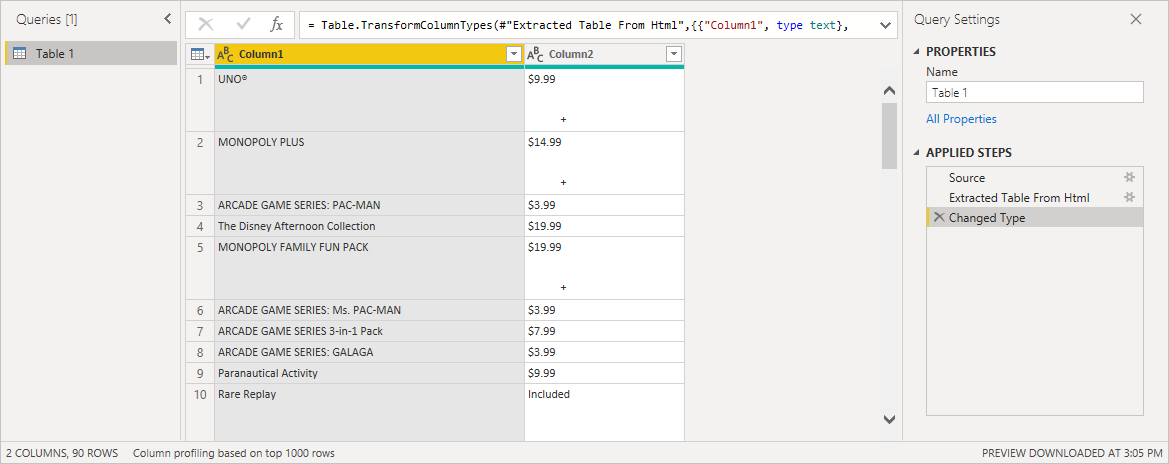 Queries [1]
Table 1
fx
= Table.TransformColumnTypes(#"Extracted Table From Html",{{"Column1", type text},
ABC Column1 ABC Column2
1 UNO® $9.99
+
2 MONOPOLY PLUS $14.99
+
3 ARCADE GAME SERIES: PAC-MAN $3.99
4 The Disney Afternoon Collection $19.99
5 MONOPOLY FAMILY FUN PACK $19.99
+
6 ARCADE GAME SERIES: Ms. PAC-MAN $3.99
7 ARCADE GAME SERIES 3-in-1 Pack $7.99
8 ARCADE GAME SERIES: GALAGA $3.99
9 Paranautical Activity $9.99
10 Rare Replay Included
Query Settings
PROPERTIES
Name
Table 1
All Properties
APPLIED STEPS
Source
Extracted Table From Html
Changed Type
2 COLUMNS, 90 ROWS Column profiling based on top 1000 rows
PREVIEW DOWNLOADED AT 3:05 PM